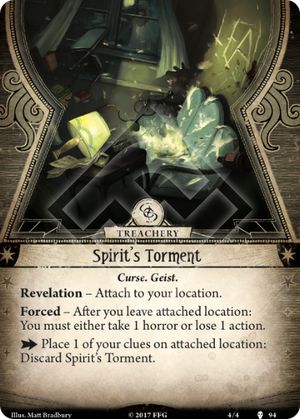 TREACHERY
Spirit's Torment
Curse. Geist.
Revelation – Attach to your location.
Forced – After you leave attached location:
You must either take 1 horror or lose 1 action.
Place 1 of your clues on attached location:
Discard Spirit's Torment.
Illus. Matt Bradbury
© 2017 FFG
4/4
94